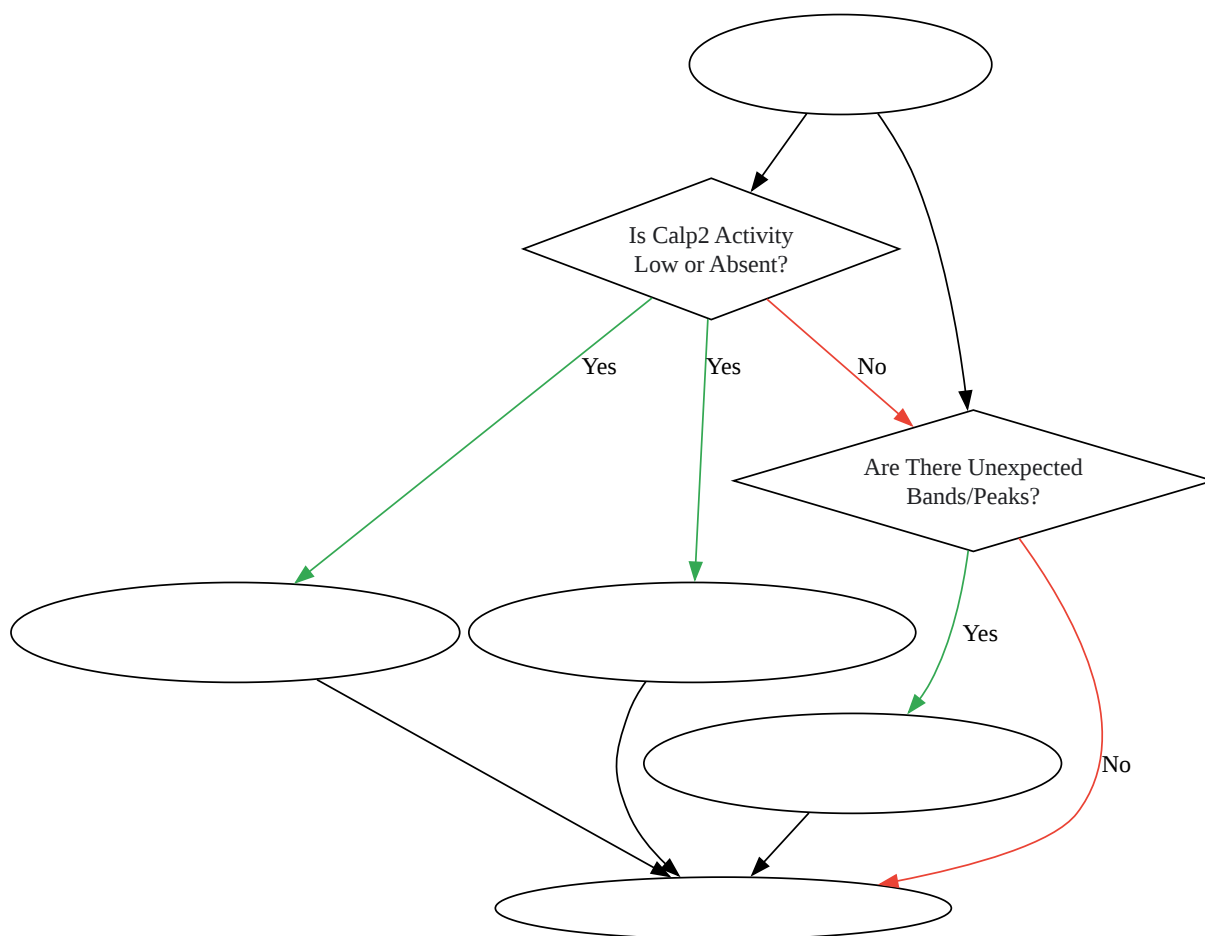 Is Calp2 Activity
Low or Absent?
Yes
Yes
No
Are There Unexpected
Bands/Peaks?
Yes
No